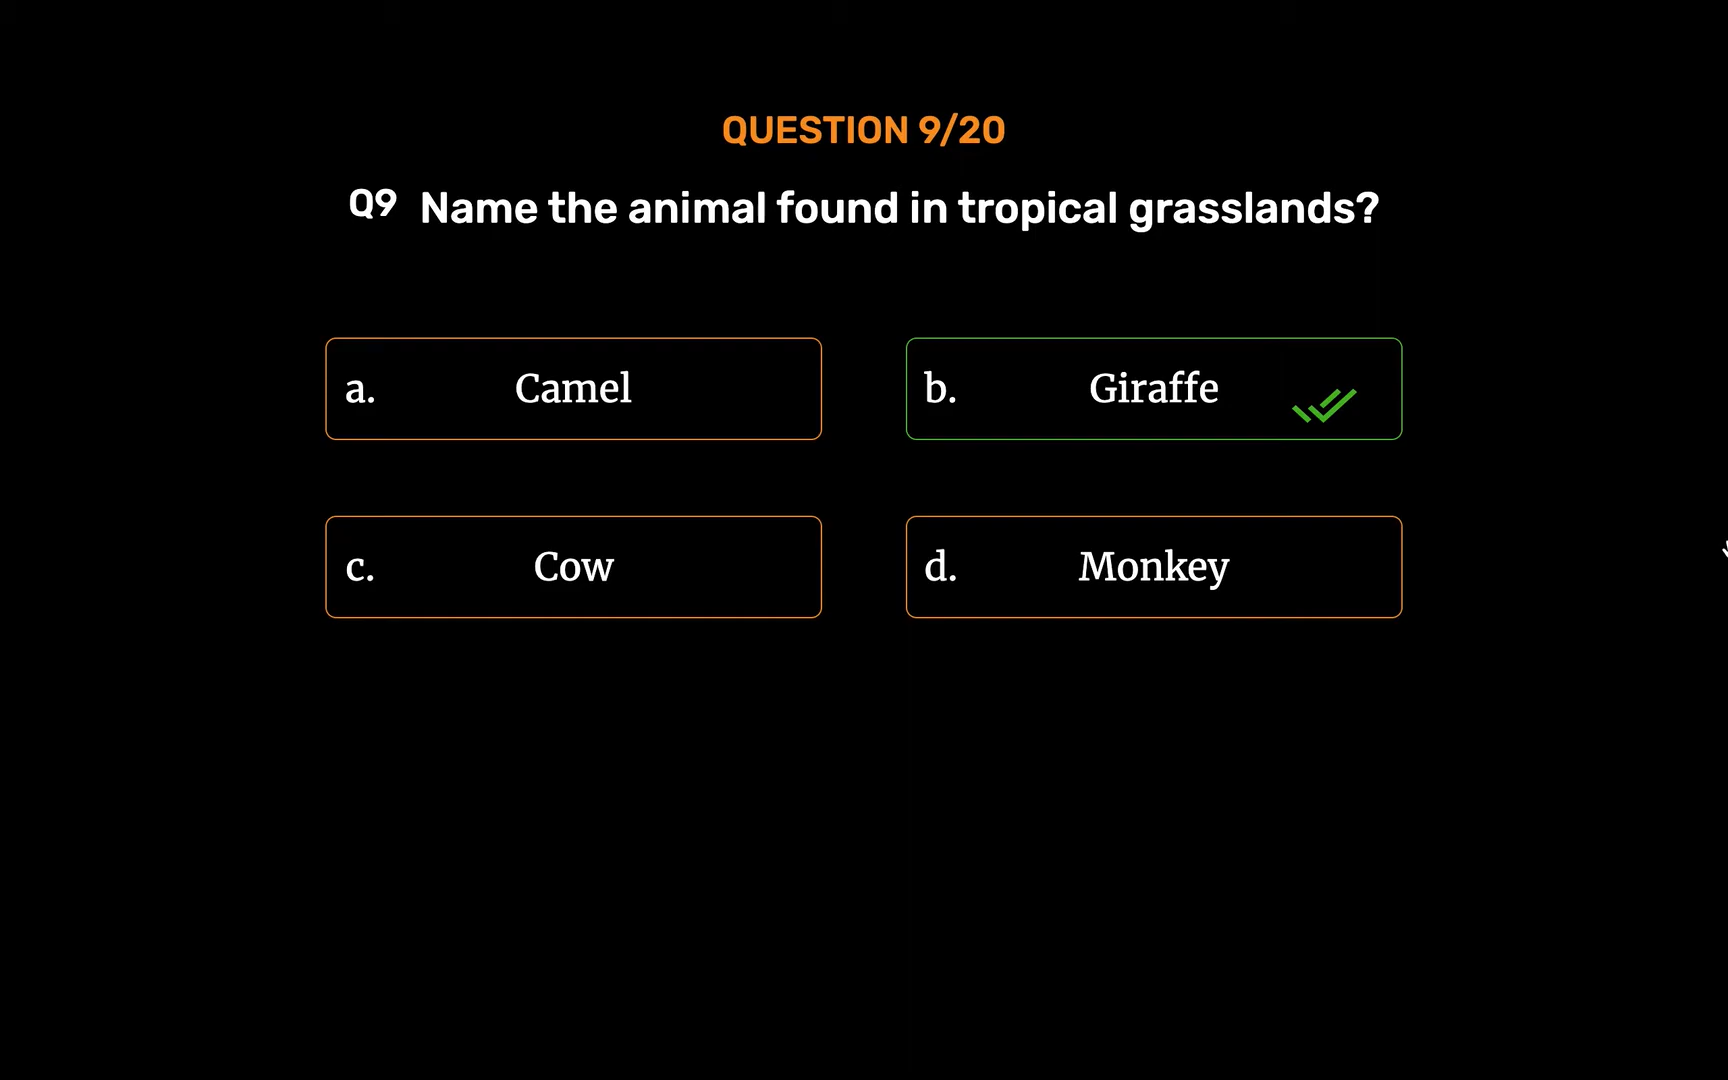 QUESTION 9/20
Q9 Name the animal found in tropical grasslands?
a. Camel
b. Giraffe
c. Cow
d. Monkey